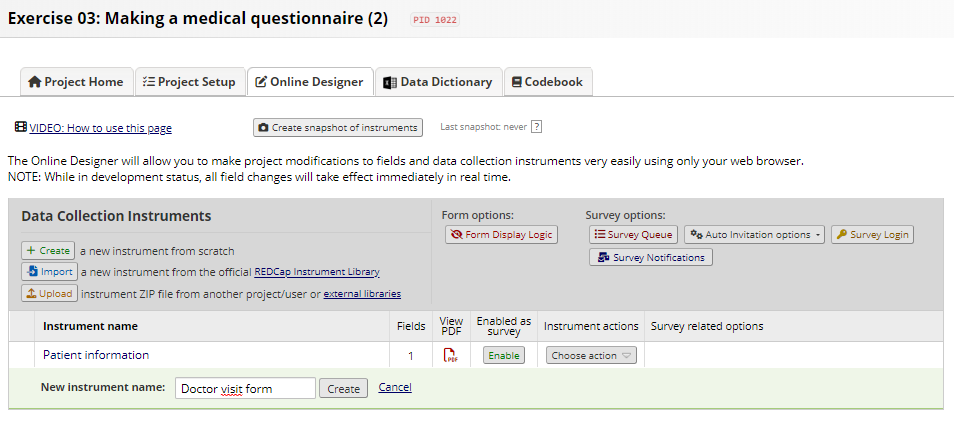 Exercise 03: Making a medical questionnaire (2) PID 1022
Project Home Project Setup Online Designer Data Dictionary Codebook
VIDEO: How to use this page Create snapshot of instruments Last snapshot: never ?
The Online Designer will allow you to make project modifications to fields and data collection instruments very easily using only your web browser.
NOTE: While in development status, all field changes will take effect immediately in real time.
Data Collection Instruments
+ Create a new instrument from scratch
Import a new instrument from the official REDCap Instrument Library
Upload instrument ZIP file from another project/user or external libraries
Form options:
Form Display Logic
Survey options:
Survey Queue Auto Invitation options Survey Login
Survey Notifications
Instrument name Fields View PDF Enabled as survey Instrument actions Survey related options
Patient information 1 PDF Enable Choose action
New instrument name: Doctor visit form Create Cancel